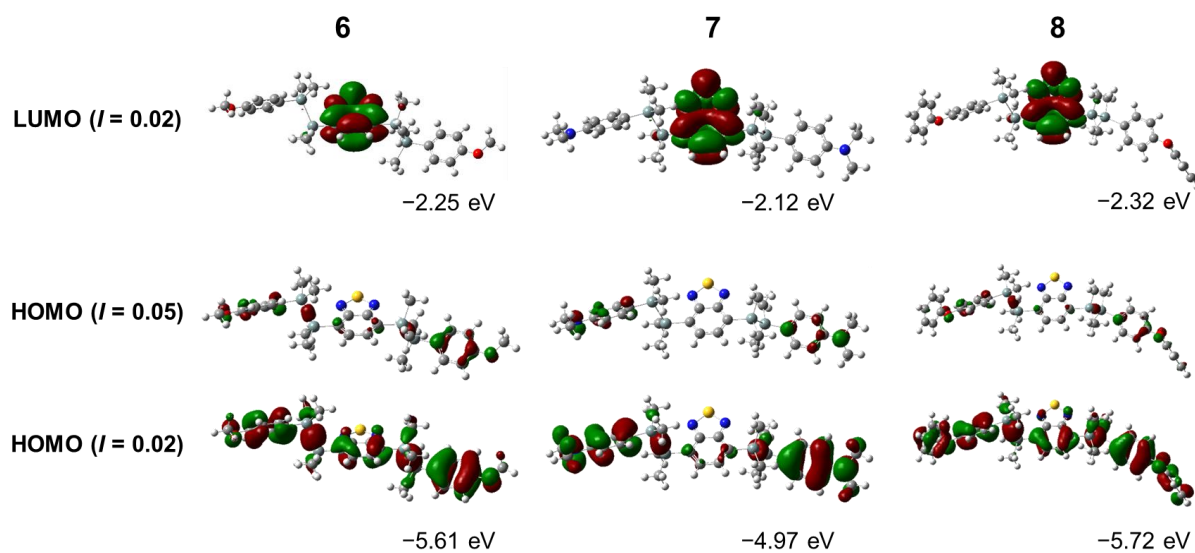 6 7 8
LUMO (I = 0.02)
−2.25 eV −2.12 eV −2.32 eV
HOMO (I = 0.05)
HOMO (I = 0.02)
−5.61 eV −4.97 eV −5.72 eV